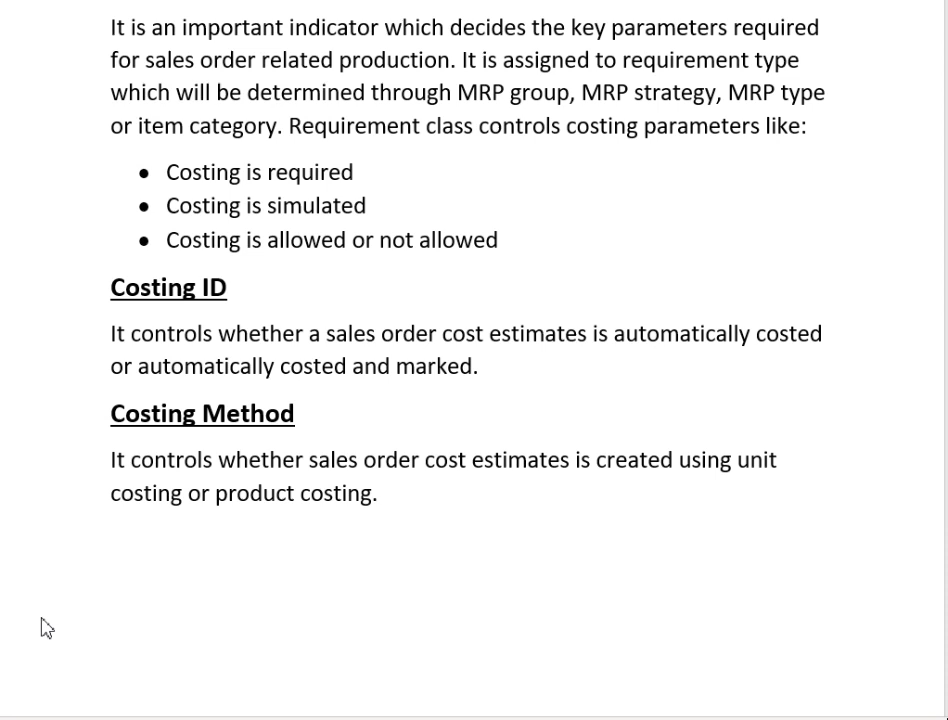 It is an important indicator which decides the key parameters required
for sales order related production. It is assigned to requirement type
which will be determined through MRP group, MRP strategy, MRP type
or item category. Requirement class controls costing parameters like:
• Costing is required
• Costing is simulated
• Costing is allowed or not allowed
Costing ID
It controls whether a sales order cost estimates is automatically costed
or automatically costed and marked.
Costing Method
It controls whether sales order cost estimates is created using unit
costing or product costing.